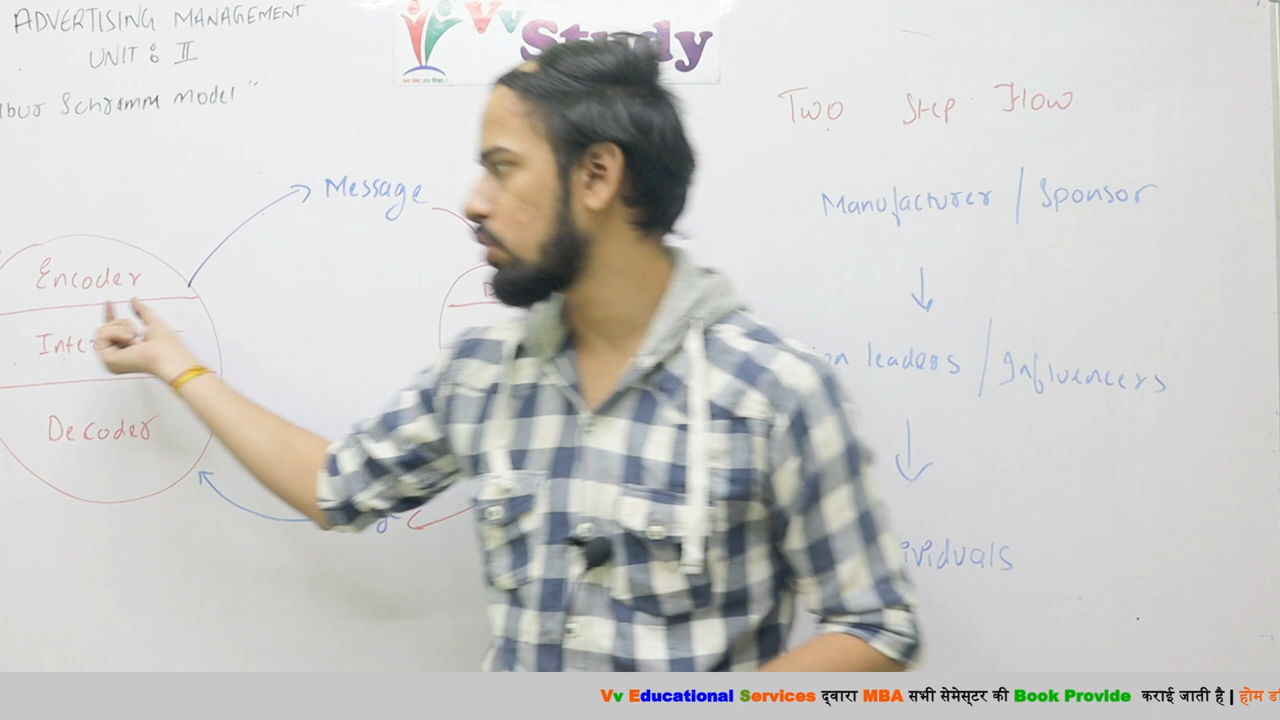 ADVERTISING MANAGEMENT
UNIT : II
Schramm Model"
Vv Study
Two Step Flow
Message
Manufacturer / Sponsor
Encoder
Decoder
leaders / Influencers
Vv Educational Services द्वारा MBA सभी सेमेस्टर की Book Provide कराई जाती है | होम